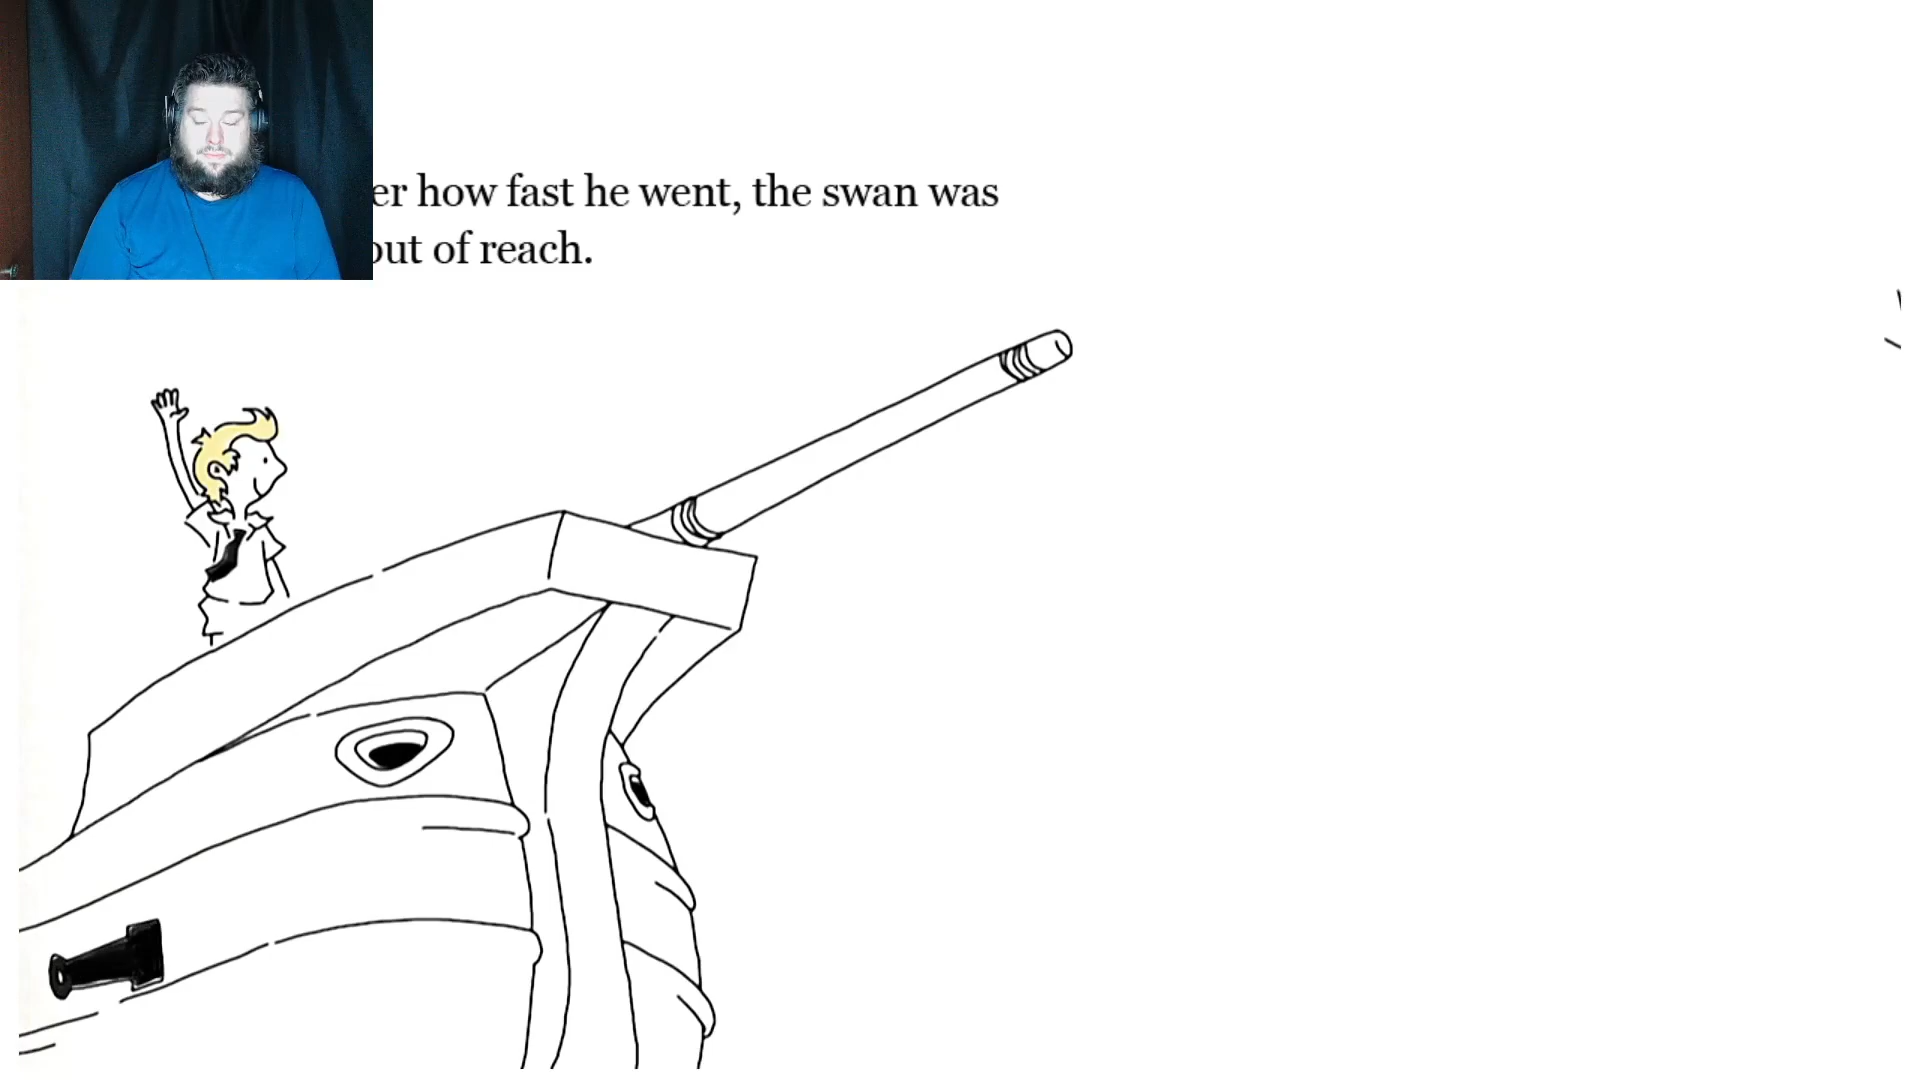 er how fast he went, the swan was
out of reach.